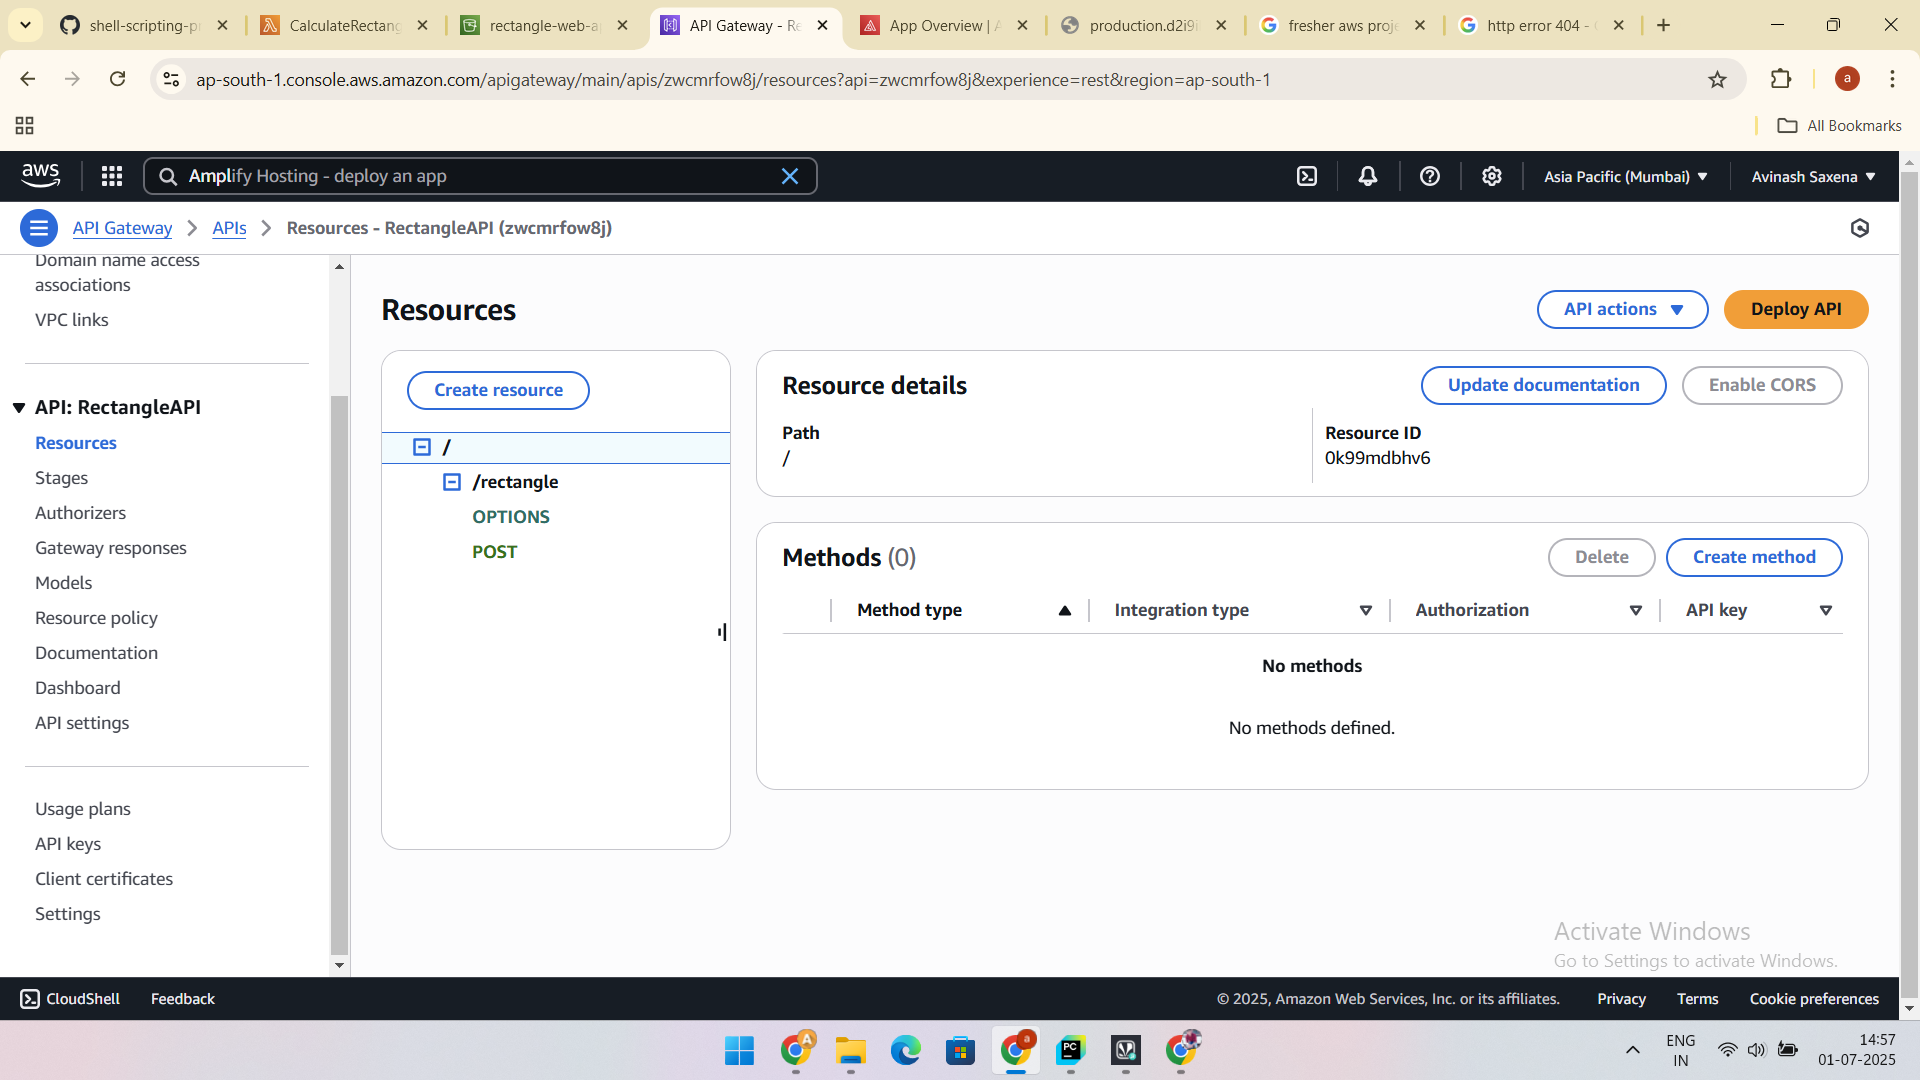 shell-scripting-p
CalculateRectang
rectangle-web-a
API Gateway - Re
App Overview | A
production.d2i9
fresher aws proje
http error 404 -
ap-south-1.console.aws.amazon.com/apigateway/main/apis/zwcmrfow8j/resources?api=zwcmrfow8j&experience=rest&region=ap-south-1
a
All Bookmarks
aws
Amplify Hosting - deploy an app
Asia Pacific (Mumbai)
Avinash Saxena
API Gateway
APIs
Resources - RectangleAPI (zwcmrfow8j)
Domain name access
associations
VPC links
API: RectangleAPI
Resources
Stages
Authorizers
Gateway responses
Models
Resource policy
Documentation
Dashboard
API settings
Usage plans
API keys
Client certificates
Settings
Resources
API actions
Deploy API
Create resource
/
/rectangle
OPTIONS
POST
Resource details
Update documentation
Enable CORS
Path
/
Resource ID
0k99mdbhv6
Methods (0)
Delete
Create method
Method type
Integration type
Authorization
API key
No methods
No methods defined.
Activate Windows
Go to Settings to activate Windows.
CloudShell
Feedback
© 2025, Amazon Web Services, Inc. or its affiliates.
Privacy
Terms
Cookie preferences
ENG
IN
14:57
01-07-2025